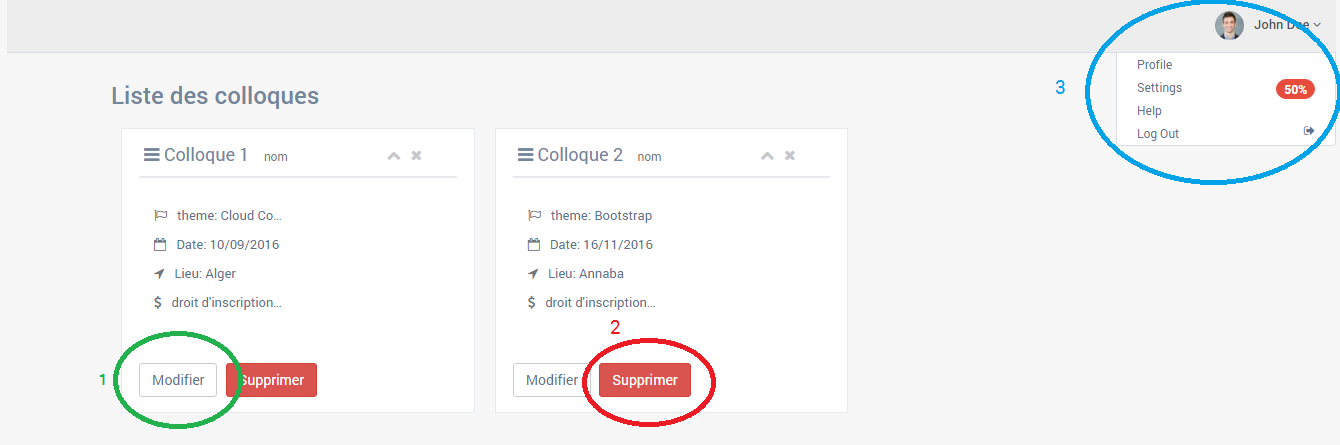 John Doe
Profile
3
Settings
50%
Liste des colloques
Help
Log Out
Colloque 1 nom
theme: Cloud Co...
Date: 10/09/2016
Lieu: Alger
$ droit d'inscription...
1
Modifier
Supprimer
Colloque 2 nom
theme: Bootstrap
Date: 16/11/2016
Lieu: Annaba
$ droit d'inscription...
2
Modifier
Supprimer